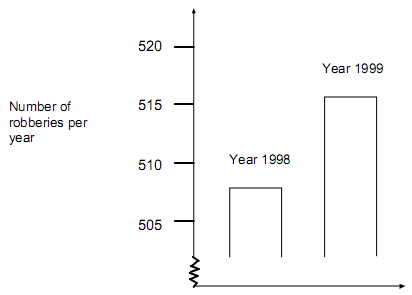 520
Year 1999
515
Number of
robberies per
year
Year 1998
510
505